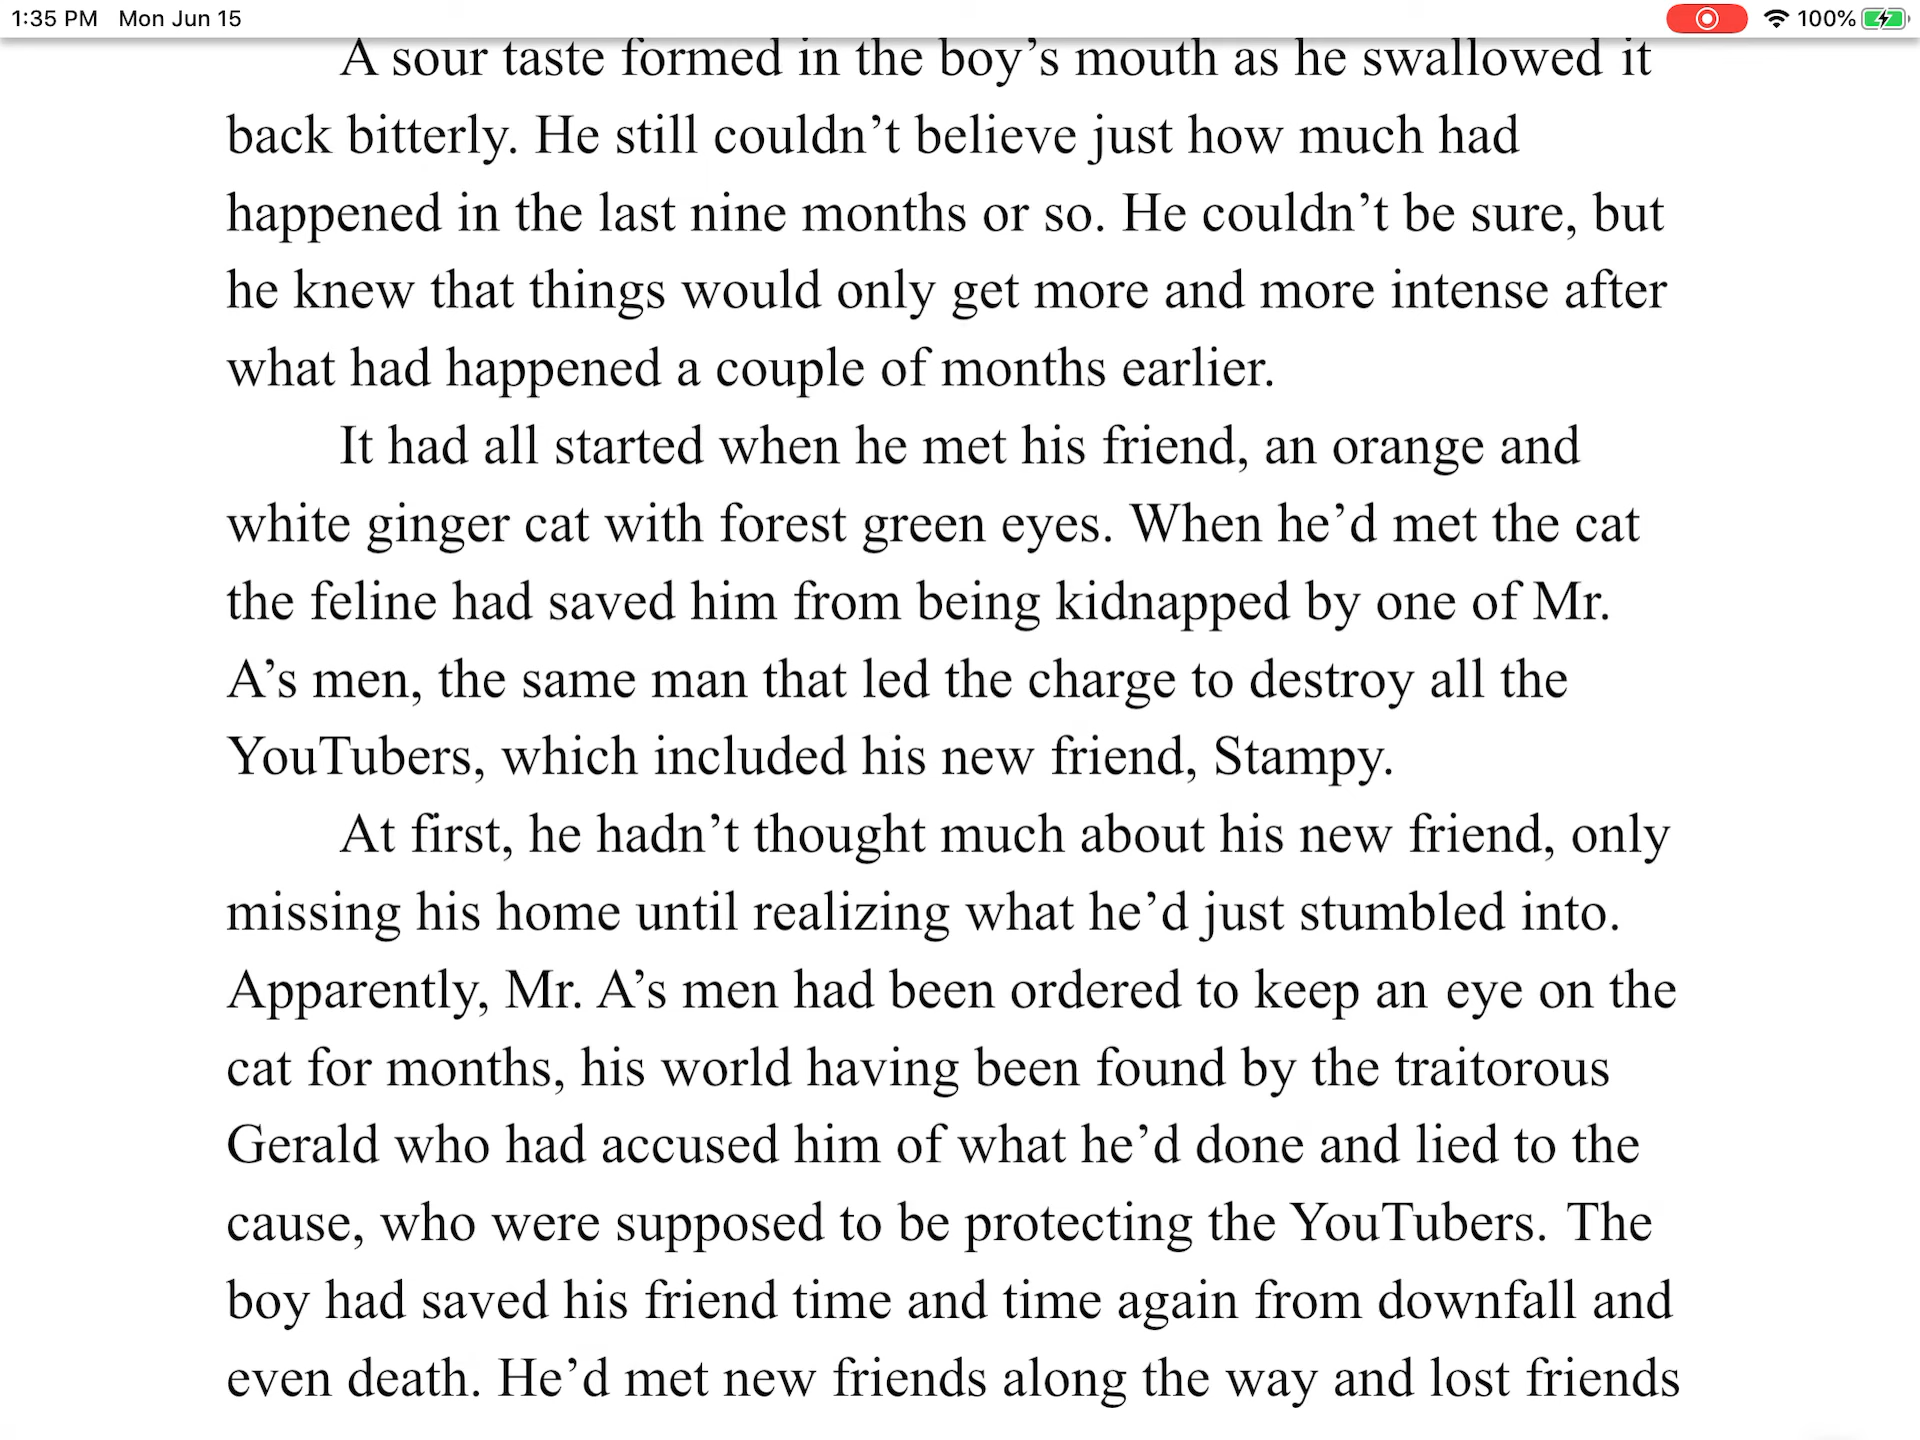 1:35 PM Mon Jun 15 100%
A sour taste formed in the boy’s mouth as he swallowed it
back bitterly. He still couldn’t believe just how much had
happened in the last nine months or so. He couldn’t be sure, but
he knew that things would only get more and more intense after
what had happened a couple of months earlier.
It had all started when he met his friend, an orange and
white ginger cat with forest green eyes. When he’d met the cat
the feline had saved him from being kidnapped by one of Mr.
A’s men, the same man that led the charge to destroy all the
YouTubers, which included his new friend, Stampy.
At first, he hadn’t thought much about his new friend, only
missing his home until realizing what he’d just stumbled into.
Apparently, Mr. A’s men had been ordered to keep an eye on the
cat for months, his world having been found by the traitorous
Gerald who had accused him of what he’d done and lied to the
cause, who were supposed to be protecting the YouTubers. The
boy had saved his friend time and time again from downfall and
even death. He’d met new friends along the way and lost friends